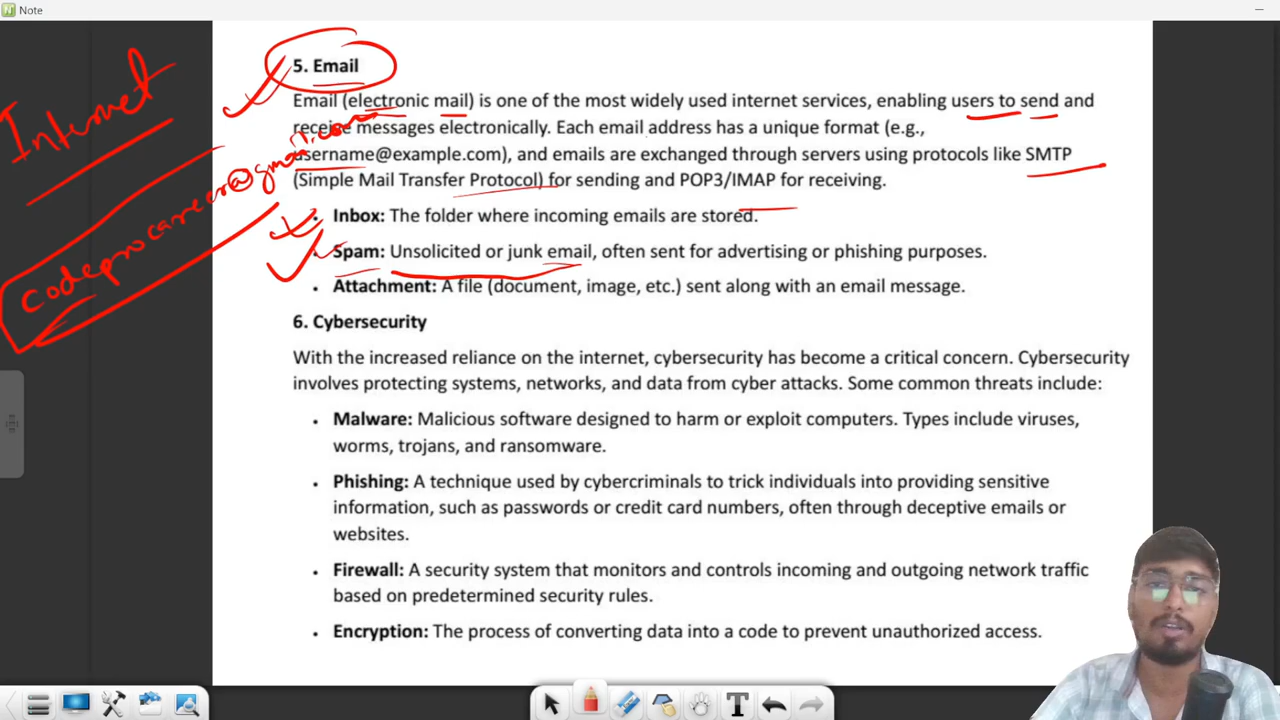 Note
Internet
codeprocareer@gmail.com
5. Email
Email (electronic mail) is one of the most widely used internet services, enabling users to send and
receive messages electronically. Each email address has a unique format (e.g.,
username@example.com), and emails are exchanged through servers using protocols like SMTP
(Simple Mail Transfer Protocol) for sending and POP3/IMAP for receiving.
• Inbox: The folder where incoming emails are stored.
• Spam: Unsolicited or junk email, often sent for advertising or phishing purposes.
• Attachment: A file (document, image, etc.) sent along with an email message.
6. Cybersecurity
With the increased reliance on the internet, cybersecurity has become a critical concern. Cybersecurity
involves protecting systems, networks, and data from cyber attacks. Some common threats include:
• Malware: Malicious software designed to harm or exploit computers. Types include viruses,
worms, trojans, and ransomware.
• Phishing: A technique used by cybercriminals to trick individuals into providing sensitive
information, such as passwords or credit card numbers, often through deceptive emails or
websites.
• Firewall: A security system that monitors and controls incoming and outgoing network traffic
based on predetermined security rules.
• Encryption: The process of converting data into a code to prevent unauthorized access.